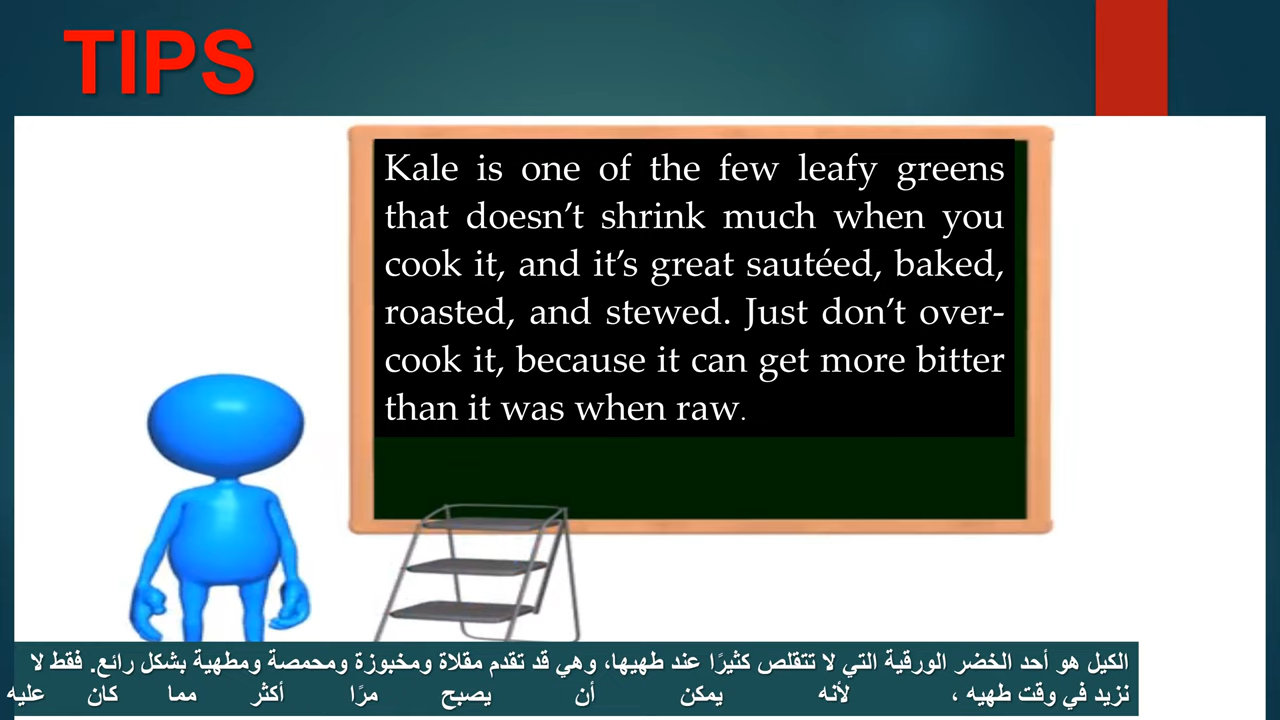 TIPS
Kale is one of the few leafy greens
that doesn’t shrink much when you
cook it, and it’s great sautéed, baked,
roasted, and stewed. Just don’t over-
cook it, because it can get more bitter
than it was when raw.
الكيل هو أحد الخضر الورقية التي لا تتقلص كثيرًا عند طهيها، وهي قد تقدم مقلاة ومخبوزة ومحمصة ومطهية بشكل رائع. فقط لا
نزيد في وقت طهيه ، لأنه يمكن أن يصبح مرًا أكثر مما كان عليه